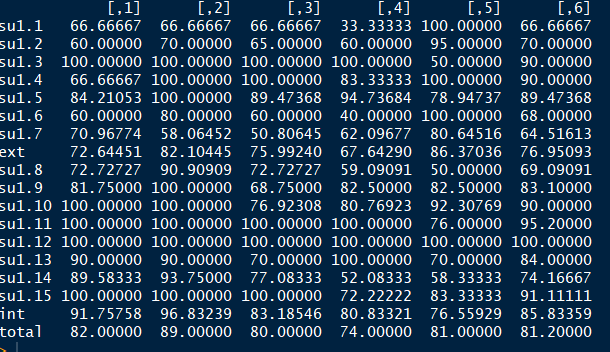 [,1] [,2] [,3] [,4] [,5] [,6]
su1.1 66.66667 66.66667 66.66667 33.33333 100.00000 66.66667
su1.2 60.00000 70.00000 65.00000 60.00000 95.00000 70.00000
su1.3 100.00000 100.00000 100.00000 100.00000 50.00000 90.00000
su1.4 66.66667 100.00000 100.00000 83.33333 100.00000 90.00000
su1.5 84.21053 100.00000 89.47368 94.73684 78.94737 89.47368
su1.6 60.00000 80.00000 60.00000 40.00000 100.00000 68.00000
su1.7 70.96774 58.06452 50.80645 62.09677 80.64516 64.51613
ext 72.64451 82.10445 75.99240 67.64290 86.37036 76.95093
su1.8 72.72727 90.90909 72.72727 59.09091 50.00000 69.09091
su1.9 81.75000 100.00000 68.75000 82.50000 82.50000 83.10000
su1.10 100.00000 100.00000 76.92308 80.76923 92.30769 90.00000
su1.11 100.00000 100.00000 100.00000 100.00000 76.00000 95.20000
su1.12 100.00000 100.00000 100.00000 100.00000 100.00000 100.00000
su1.13 90.00000 90.00000 70.00000 100.00000 70.00000 84.00000
su1.14 89.58333 93.75000 77.08333 52.08333 58.33333 74.16667
su1.15 100.00000 100.00000 100.00000 72.22222 83.33333 91.11111
int 91.75758 96.83239 83.18546 80.83321 76.55929 85.83359
total 82.00000 89.00000 80.00000 74.00000 81.00000 81.20000
>